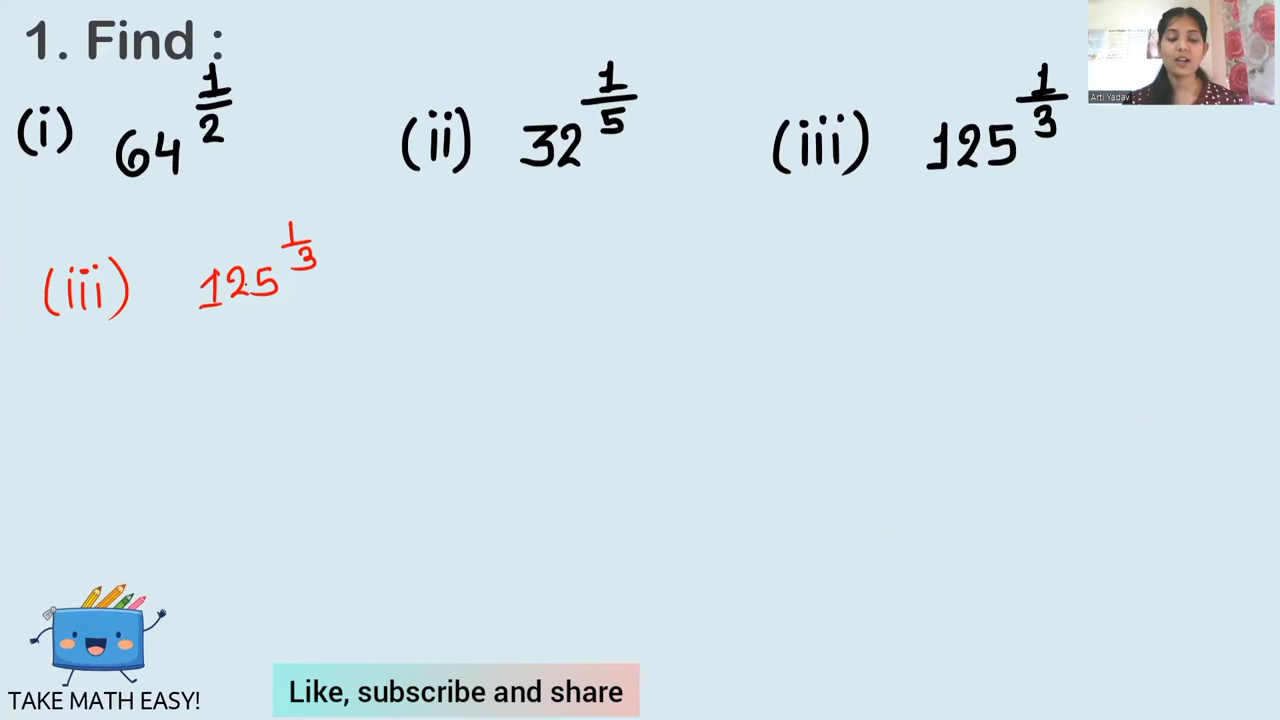 1. Find :
(i) 64^{1/2} (ii) 32^{1/5} (iii) 125^{1/3}
Arti Yadav
(iii) 125^{1/3}
TAKE MATH EASY!
Like, subscribe and share